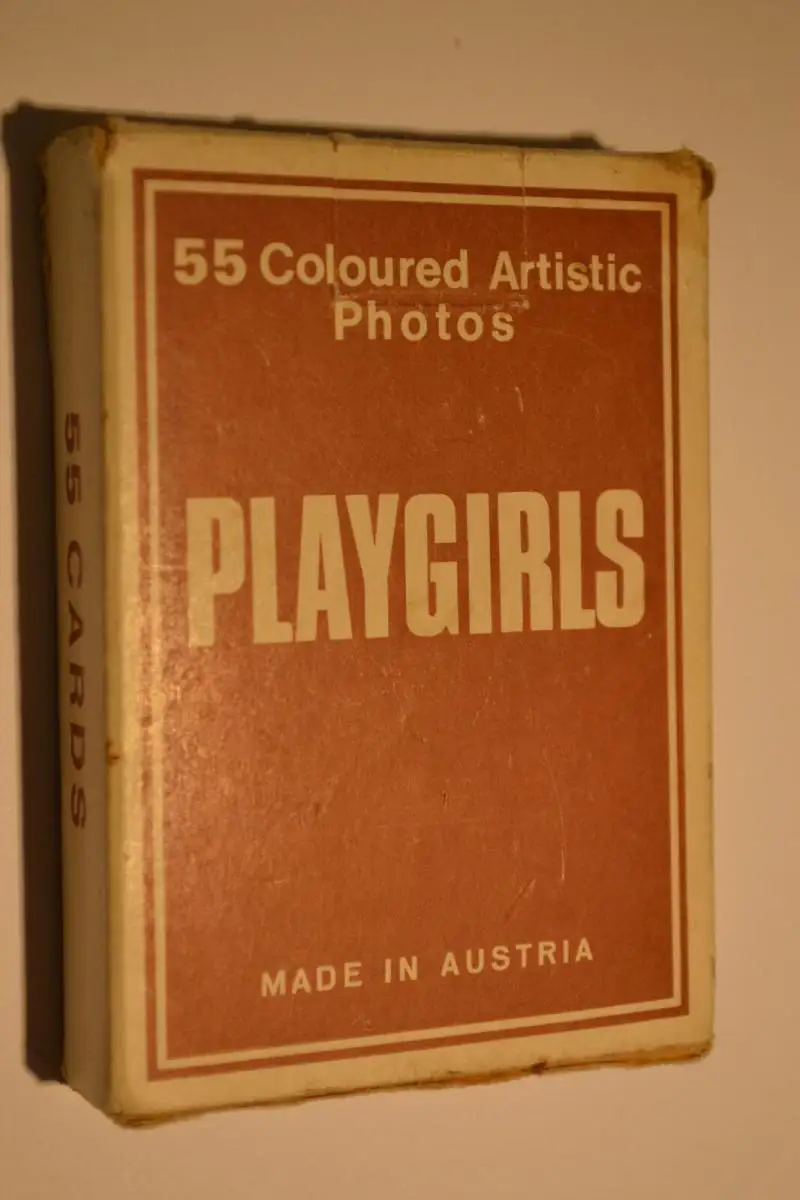 55 Coloured Artistic
Photos
PLAYGIRLS
MADE IN AUSTRIA
55 CARDS